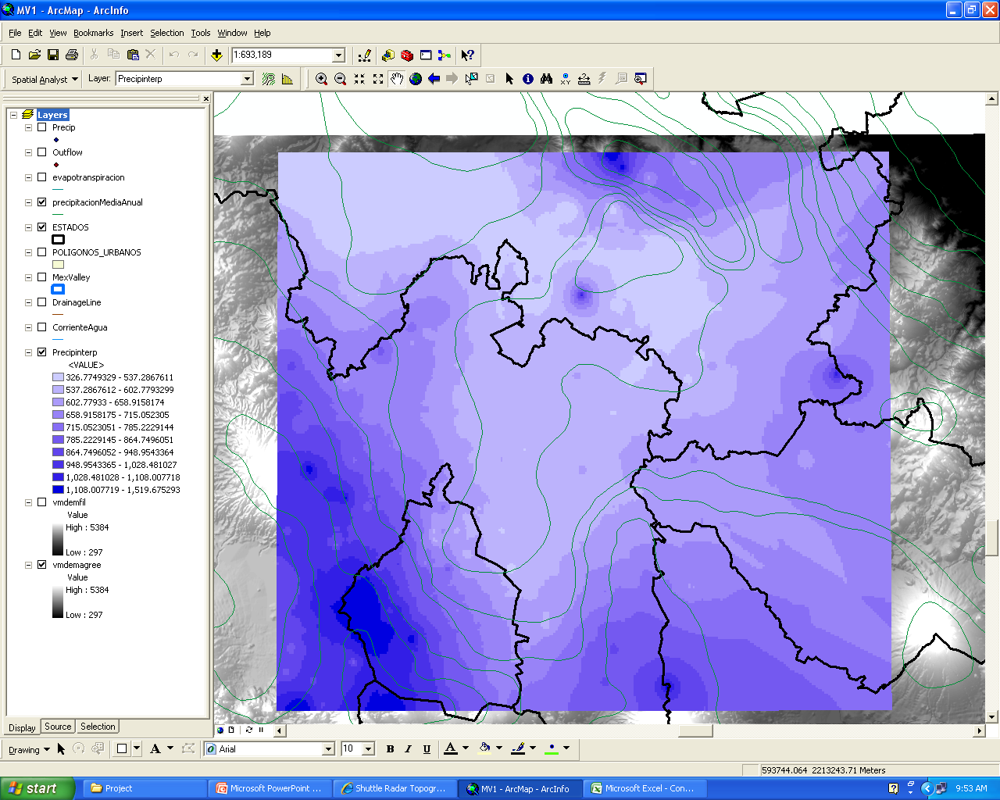 MV1 - ArcMap - ArcInfo
File Edit View Bookmarks Insert Selection Tools Window Help
1:693,189
Spatial Analyst Layer: Precipinterp
Layers
Precip
Outflow
evapotranspiracion
precipitacionMediaAnual
ESTADOS
POLIGONOS_URBANOS
MexValley
DrainageLine
CorrienteAgua
Precipinterp
<VALUE>
326.7749329 - 537.2867611
537.2867612 - 602.7793299
602.77933 - 658.9158174
658.9158175 - 715.052305
715.0523051 - 785.2229144
785.2229145 - 864.7496051
864.7496052 - 948.9543364
948.9543365 - 1,028.481027
1,028.481028 - 1,108.007718
1,108.007719 - 1,519.675293
vmdemfil
Value
High : 5384
Low : 297
vmdemagree
Value
High : 5384
Low : 297
Display Source Selection
Drawing A Arial 10 B I U A
593744.064 2213243.71 Meters
start Project Microsoft PowerPoint ... Shuttle Radar Topogr... MV1 - ArcMap - ArcInfo Microsoft Excel - Con... 9:53 AM